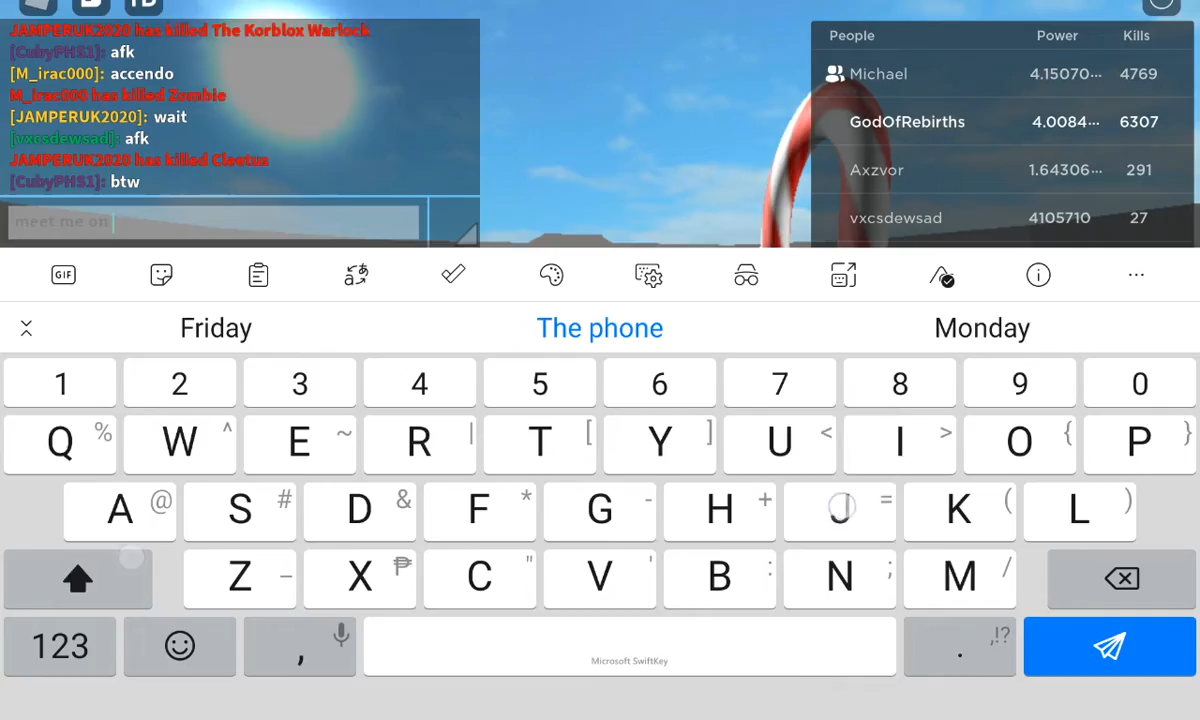 JAMPERUK2020 has killed The Korblox Warlock
[CubyPHS1]: afk
[M_irac000]: accendo
M_irac000 has killed Zombie
[JAMPERUK2020]: wait
[vxcsdewsad]: afk
JAMPERUK2020 has killed Cleetus
[CubyPHS1]: btw
meet me on
People Power Kills
Michael 4.15070... 4769
GodOfRebirths 4.0084... 6307
Axzvor 1.64306... 291
vxcsdewsad 4105710 27
GIF
Friday The phone Monday
1 2 3 4 5 6 7 8 9 0
Q % W ^ E ~ R | T [ Y ] U < I > O { P }
A @ S # D & F * G - H + J = K ( L )
Z _ X ₱ C " V ' B : N ; M /
123 , . ,!?
Microsoft SwiftKey